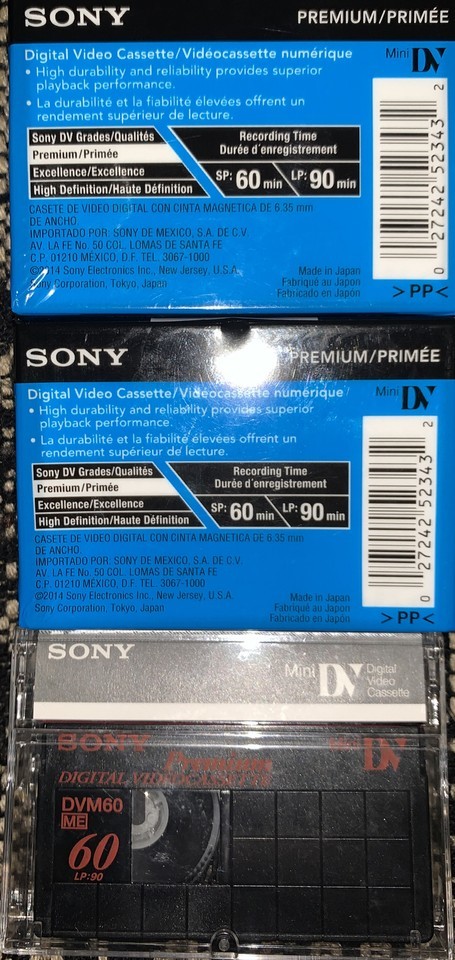 SONY PREMIUM/PRIMÉE
Digital Video Cassette/Vidéocassette numérique Mini DV
• High durability and reliability provides superior
playback performance.
• La durabilité et la fiabilité élevées offrent un
rendement supérieur de lecture.
Sony DV Grades/Qualités
Premium/Primée
Excellence/Excellence
High Definition/Haute Définition
Recording Time
Durée d'enregistrement
SP: 60 min LP: 90 min
CASETE DE VIDEO DIGITAL CON CINTA MAGNETICA DE 6.35 mm
DE ANCHO.
IMPORTADO POR: SONY DE MEXICO, S.A. DE C.V.
AV. LA FE No. 50 COL. LOMAS DE SANTA FE
C.P. 01210 MÉXICO, D.F. TEL. 3067-1000
©2014 Sony Electronics Inc., New Jersey, U.S.A.
Sony Corporation, Tokyo, Japan
Made in Japan
Fabriqué au Japon
Fabricado en Japón
0 27242 52343 2
>PP<
SONY PREMIUM/PRIMÉE
Digital Video Cassette/Vidéocassette numérique Mini DV
• High durability and reliability provides superior
playback performance.
• La durabilité et la fiabilité élevées offrent un
rendement supérieur de lecture.
Sony DV Grades/Qualités
Premium/Primée
Excellence/Excellence
High Definition/Haute Définition
Recording Time
Durée d'enregistrement
SP: 60 min LP: 90 min
CASETE DE VIDEO DIGITAL CON CINTA MAGNETICA DE 6.35 mm
DE ANCHO.
IMPORTADO POR: SONY DE MEXICO, S.A. DE C.V.
AV. LA FE No. 50 COL. LOMAS DE SANTA FE
C.P. 01210 MÉXICO, D.F. TEL. 3067-1000
©2014 Sony Electronics Inc., New Jersey, U.S.A.
Sony Corporation, Tokyo, Japan
Made in Japan
Fabriqué au Japon
Fabricado en Japón
0 27242 52343 2
>PP<
SONY
Mini DV Digital
Video
Cassette
SONY Premium Mini DV
DIGITAL VIDEO CASSETTE
DVM60
ME
60
LP:90